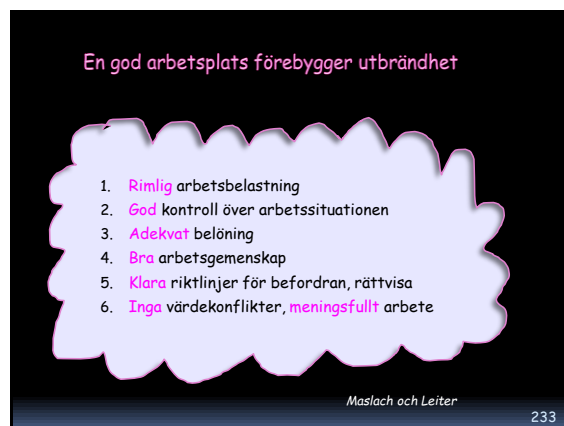 En god arbetsplats förebygger utbrändhet
1. Rimlig arbetsbelastning
2. God kontroll över arbetssituationen
3. Adekvat belöning
4. Bra arbetsgemenskap
5. Klara riktlinjer för befordran, rättvisa
6. Inga värdekonflikter, meningsfullt arbete
Maslach och Leiter
233